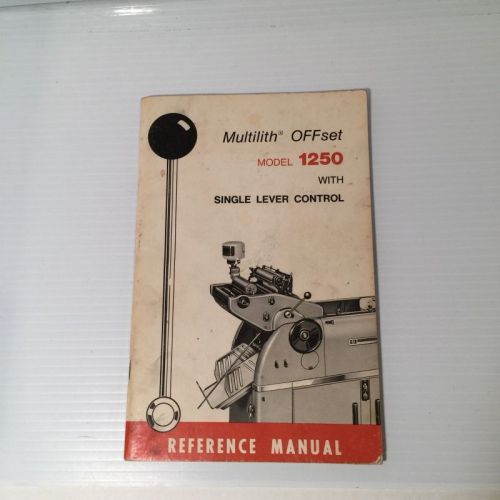 Multilith® OFFset
MODEL 1250
WITH
SINGLE LEVER CONTROL
REFERENCE MANUAL